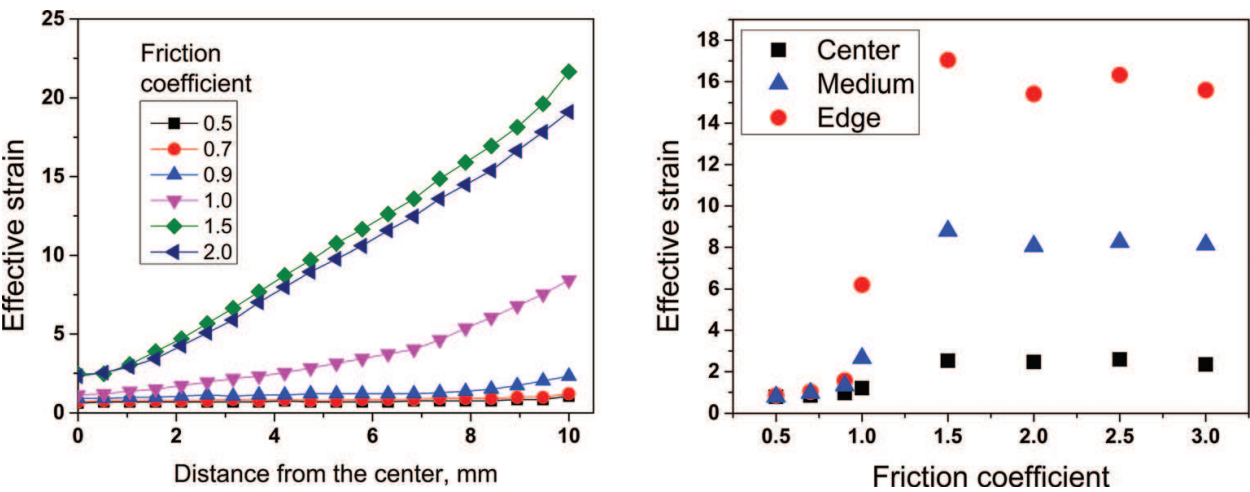 25
20
15
10
5
0
Effective strain
Friction
coefficient
0.5
0.7
0.9
1.0
1.5
2.0
0 2 4 6 8 10
Distance from the center, mm
18
16
14
12
10
8
6
4
2
0
Effective strain
Center
Medium
Edge
0.5 1.0 1.5 2.0 2.5 3.0
Friction coefficient